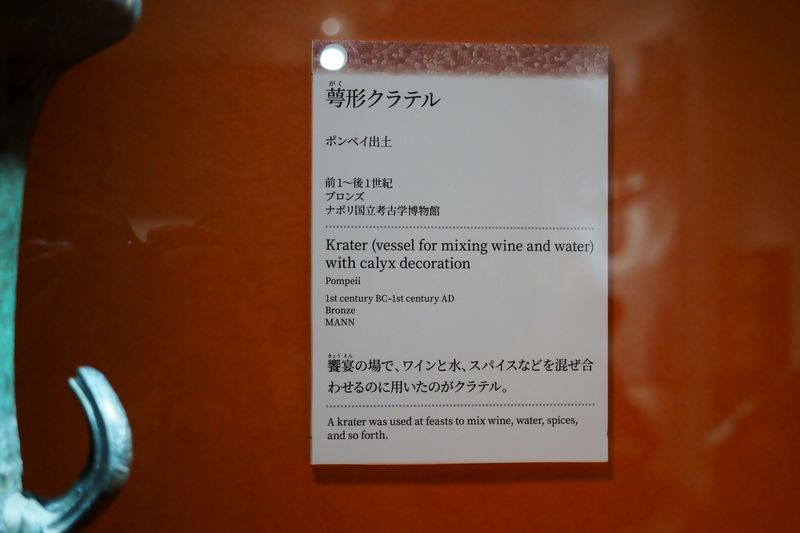 がく
萼形クラテル
ポンペイ出土
前1～後1世紀
ブロンズ
ナポリ国立考古学博物館
Krater (vessel for mixing wine and water)
with calyx decoration
Pompeii
1st century BC–1st century AD
Bronze
MANN
きょうえん
饗宴の場で、ワインと水、スパイスなどを混ぜ合
わせるのに用いたのがクラテル。
A krater was used at feasts to mix wine, water, spices,
and so forth.